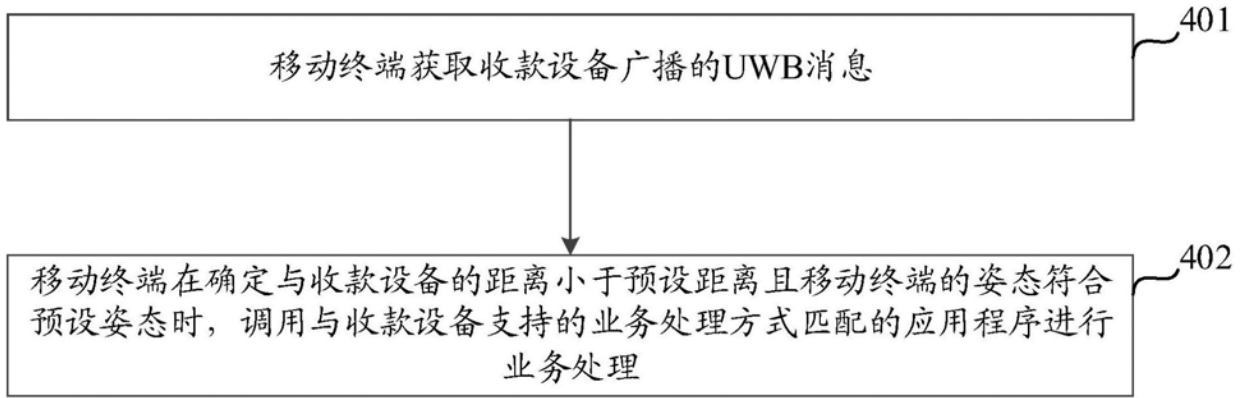 401
移动终端获取收款设备广播的UWB消息
402
移动终端在确定与收款设备的距离小于预设距离且移动终端的姿态符合
预设姿态时，调用与收款设备支持的业务处理方式匹配的应用程序进行
业务处理